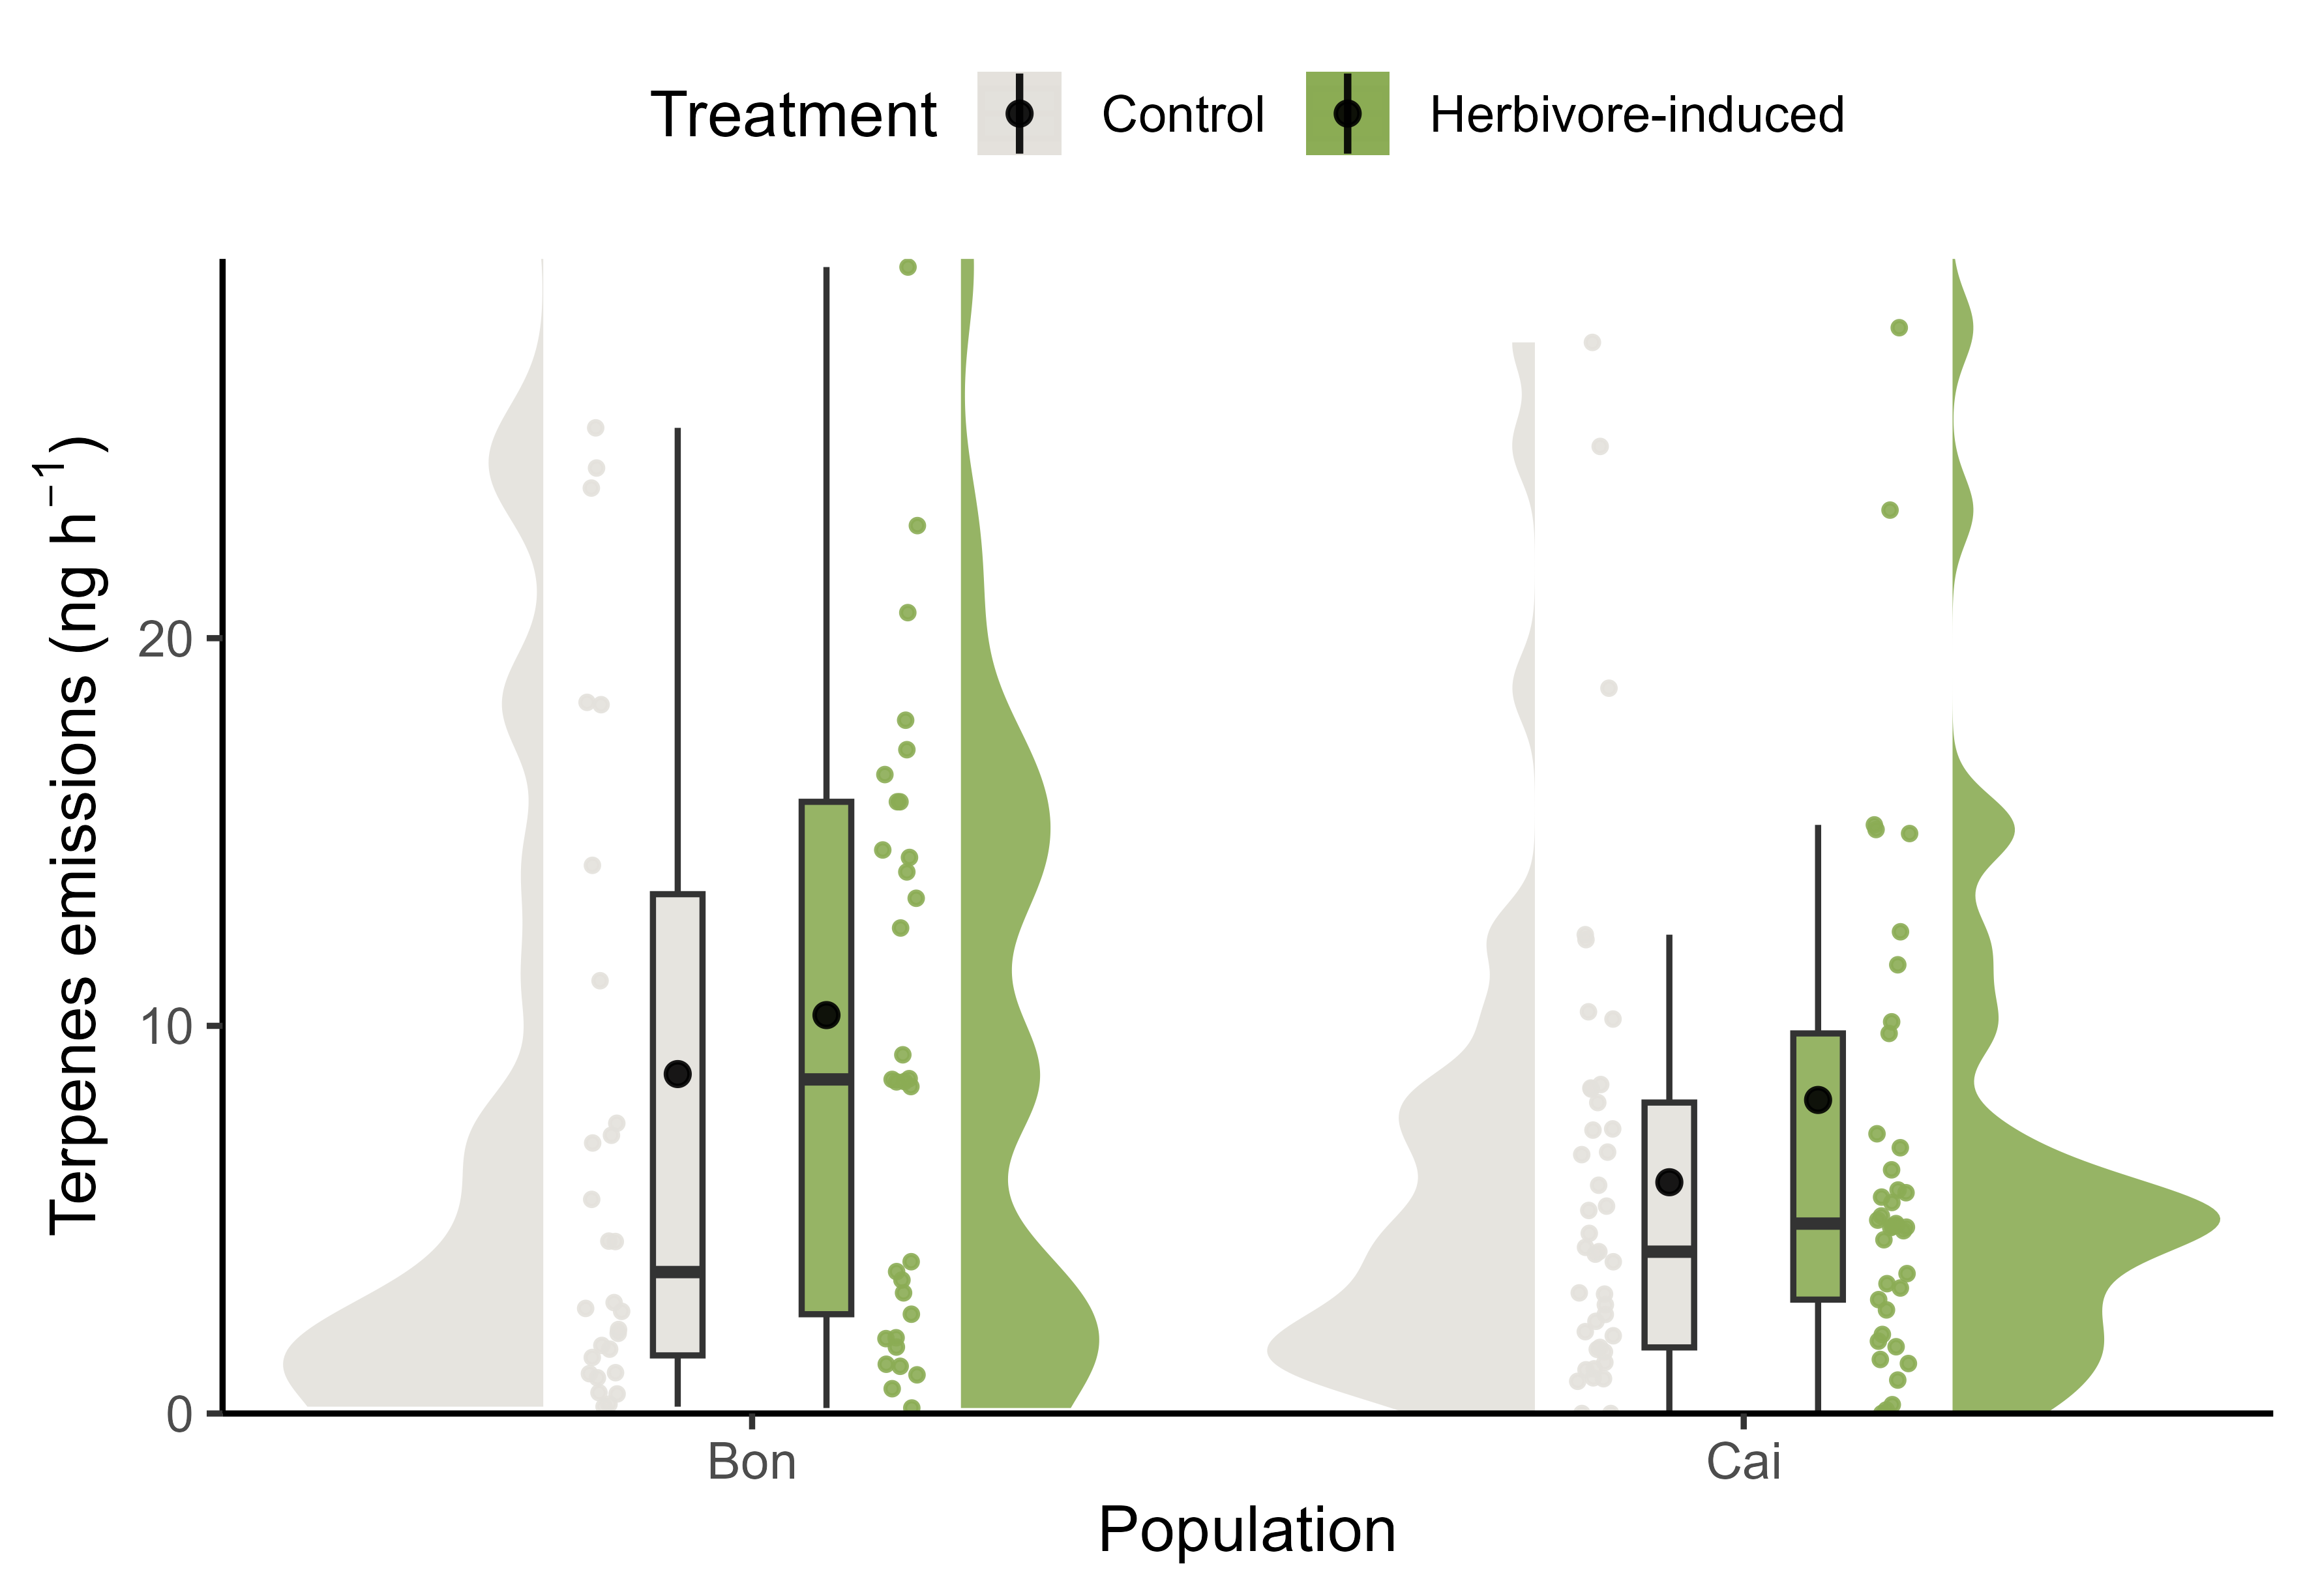 Treatment Control Herbivore-induced
Terpenes emissions (ng h⁻¹)
20
10
0
Bon Cai
Population